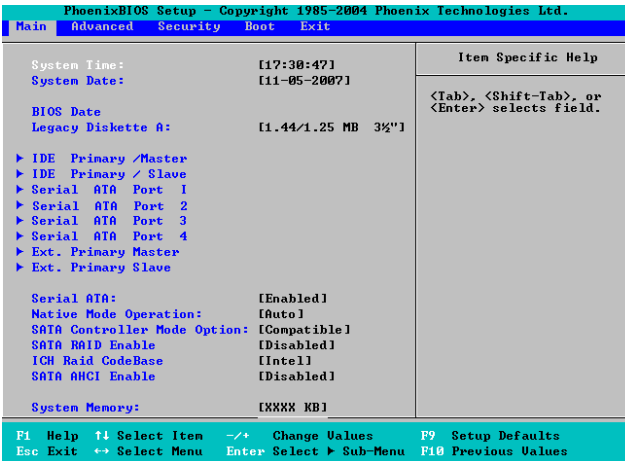 PhoenixBIOS Setup - Copyright 1985-2004 Phoenix Technologies Ltd.
Main Advanced Security Boot Exit
System Time: [17:30:47]
System Date: [11-05-2007]
BIOS Date
Legacy Diskette A: [1.44/1.25 MB 3½"]
▶ IDE Primary /Master
▶ IDE Primary / Slave
▶ Serial ATA Port I
▶ Serial ATA Port 2
▶ Serial ATA Port 3
▶ Serial ATA Port 4
▶ Ext. Primary Master
▶ Ext. Primary Slave
Serial ATA: [Enabled]
Native Mode Operation: [Auto]
SATA Controller Mode Option: [Compatible]
SATA RAID Enable [Disabled]
ICH Raid CodeBase [Intel]
SATA AHCI Enable [Disabled]
System Memory: [XXXX KB]
Item Specific Help
<Tab>, <Shift-Tab>, or
<Enter> selects field.
F1 Help ↑↓ Select Item -/+ Change Values F9 Setup Defaults
Esc Exit ↔ Select Menu Enter Select ▶ Sub-Menu F10 Previous Values